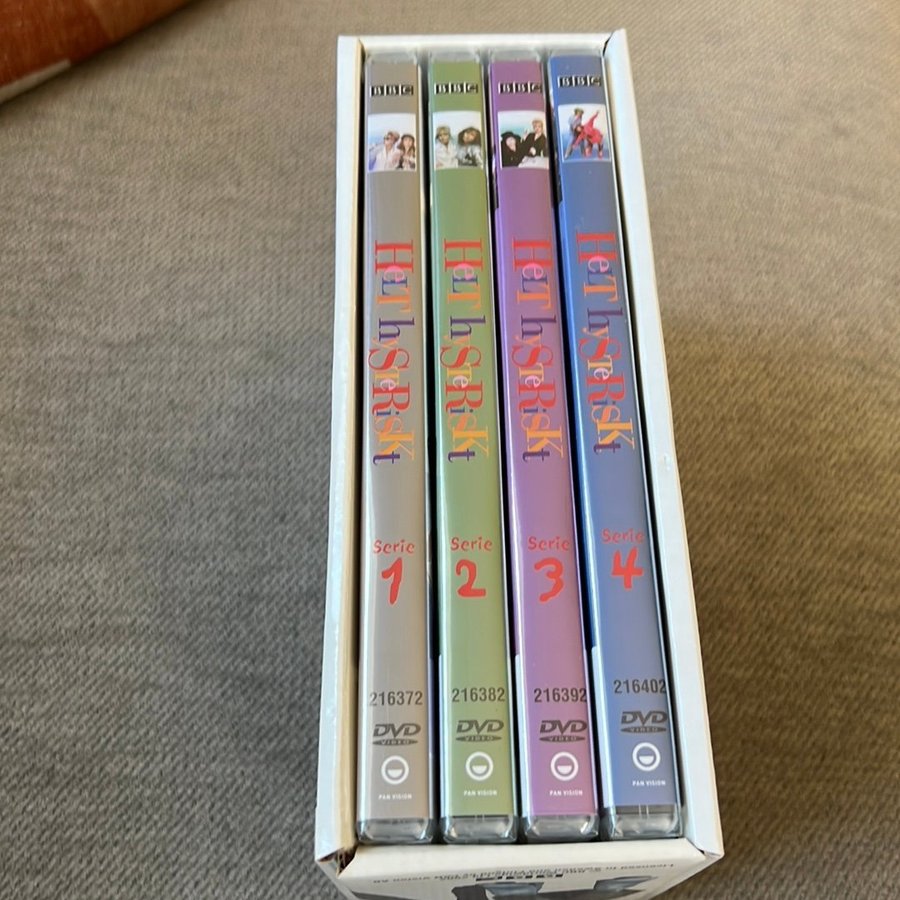 BBC
HELT hySTERiSKt
Serie
1
216372
DVD
VIDEO
PAN VISION
BBC
HELT hySTERiSKt
Serie
2
216382
DVD
VIDEO
PAN VISION
BBC
HELT hySTERiSKt
Serie
3
216392
DVD
VIDEO
PAN VISION
BBC
HELT hySTERiSKt
Serie
4
216402
DVD
VIDEO
PAN VISION